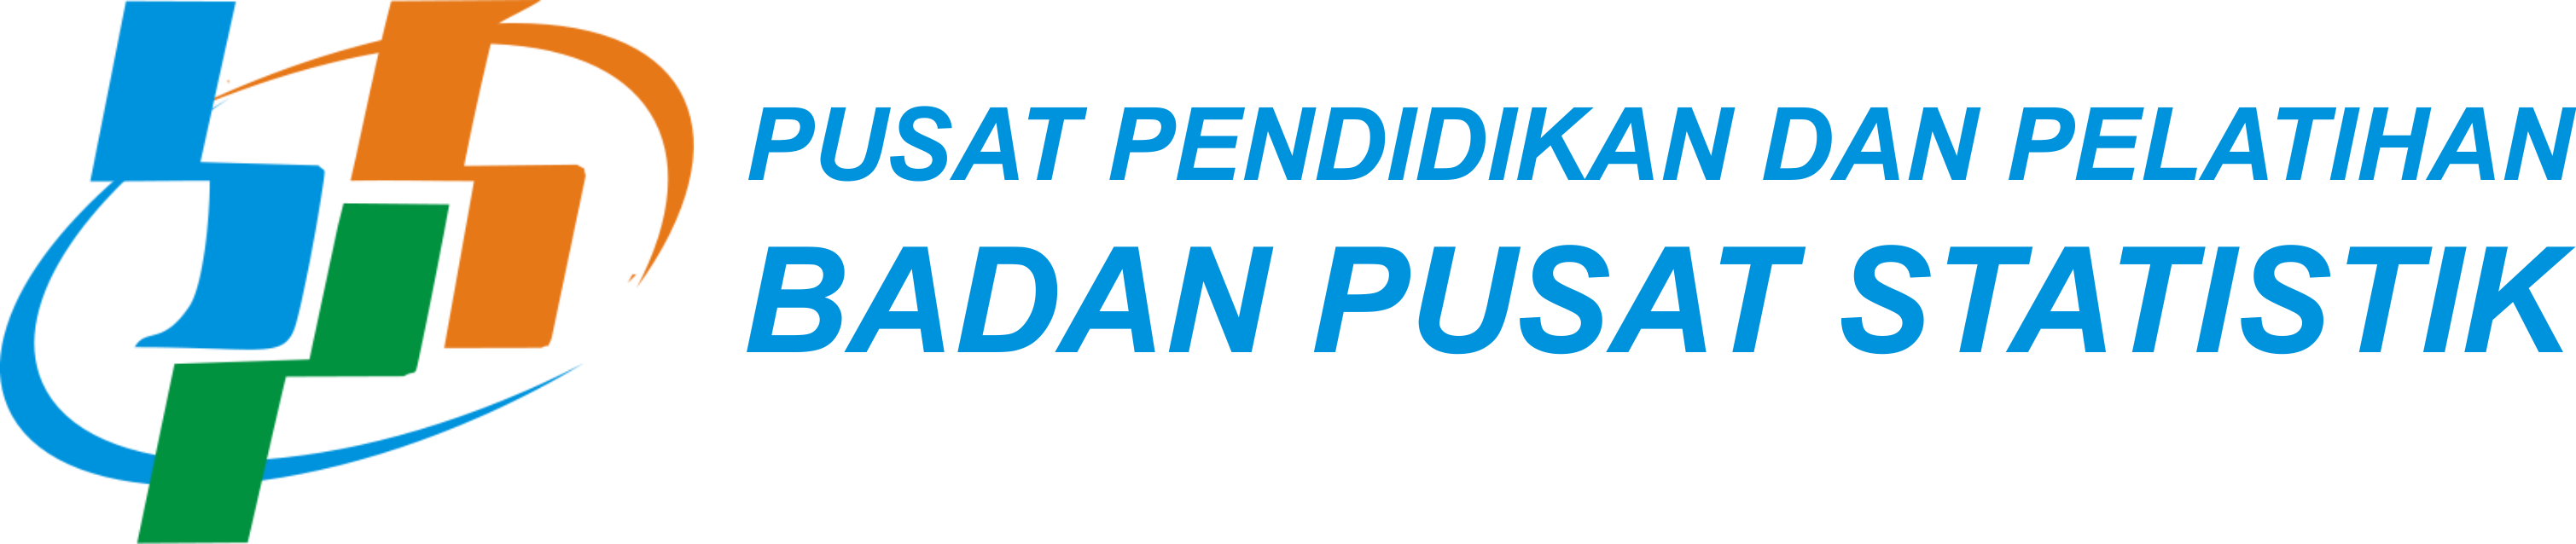 PUSAT PENDIDIKAN DAN PELATIHAN
BADAN PUSAT STATISTIK